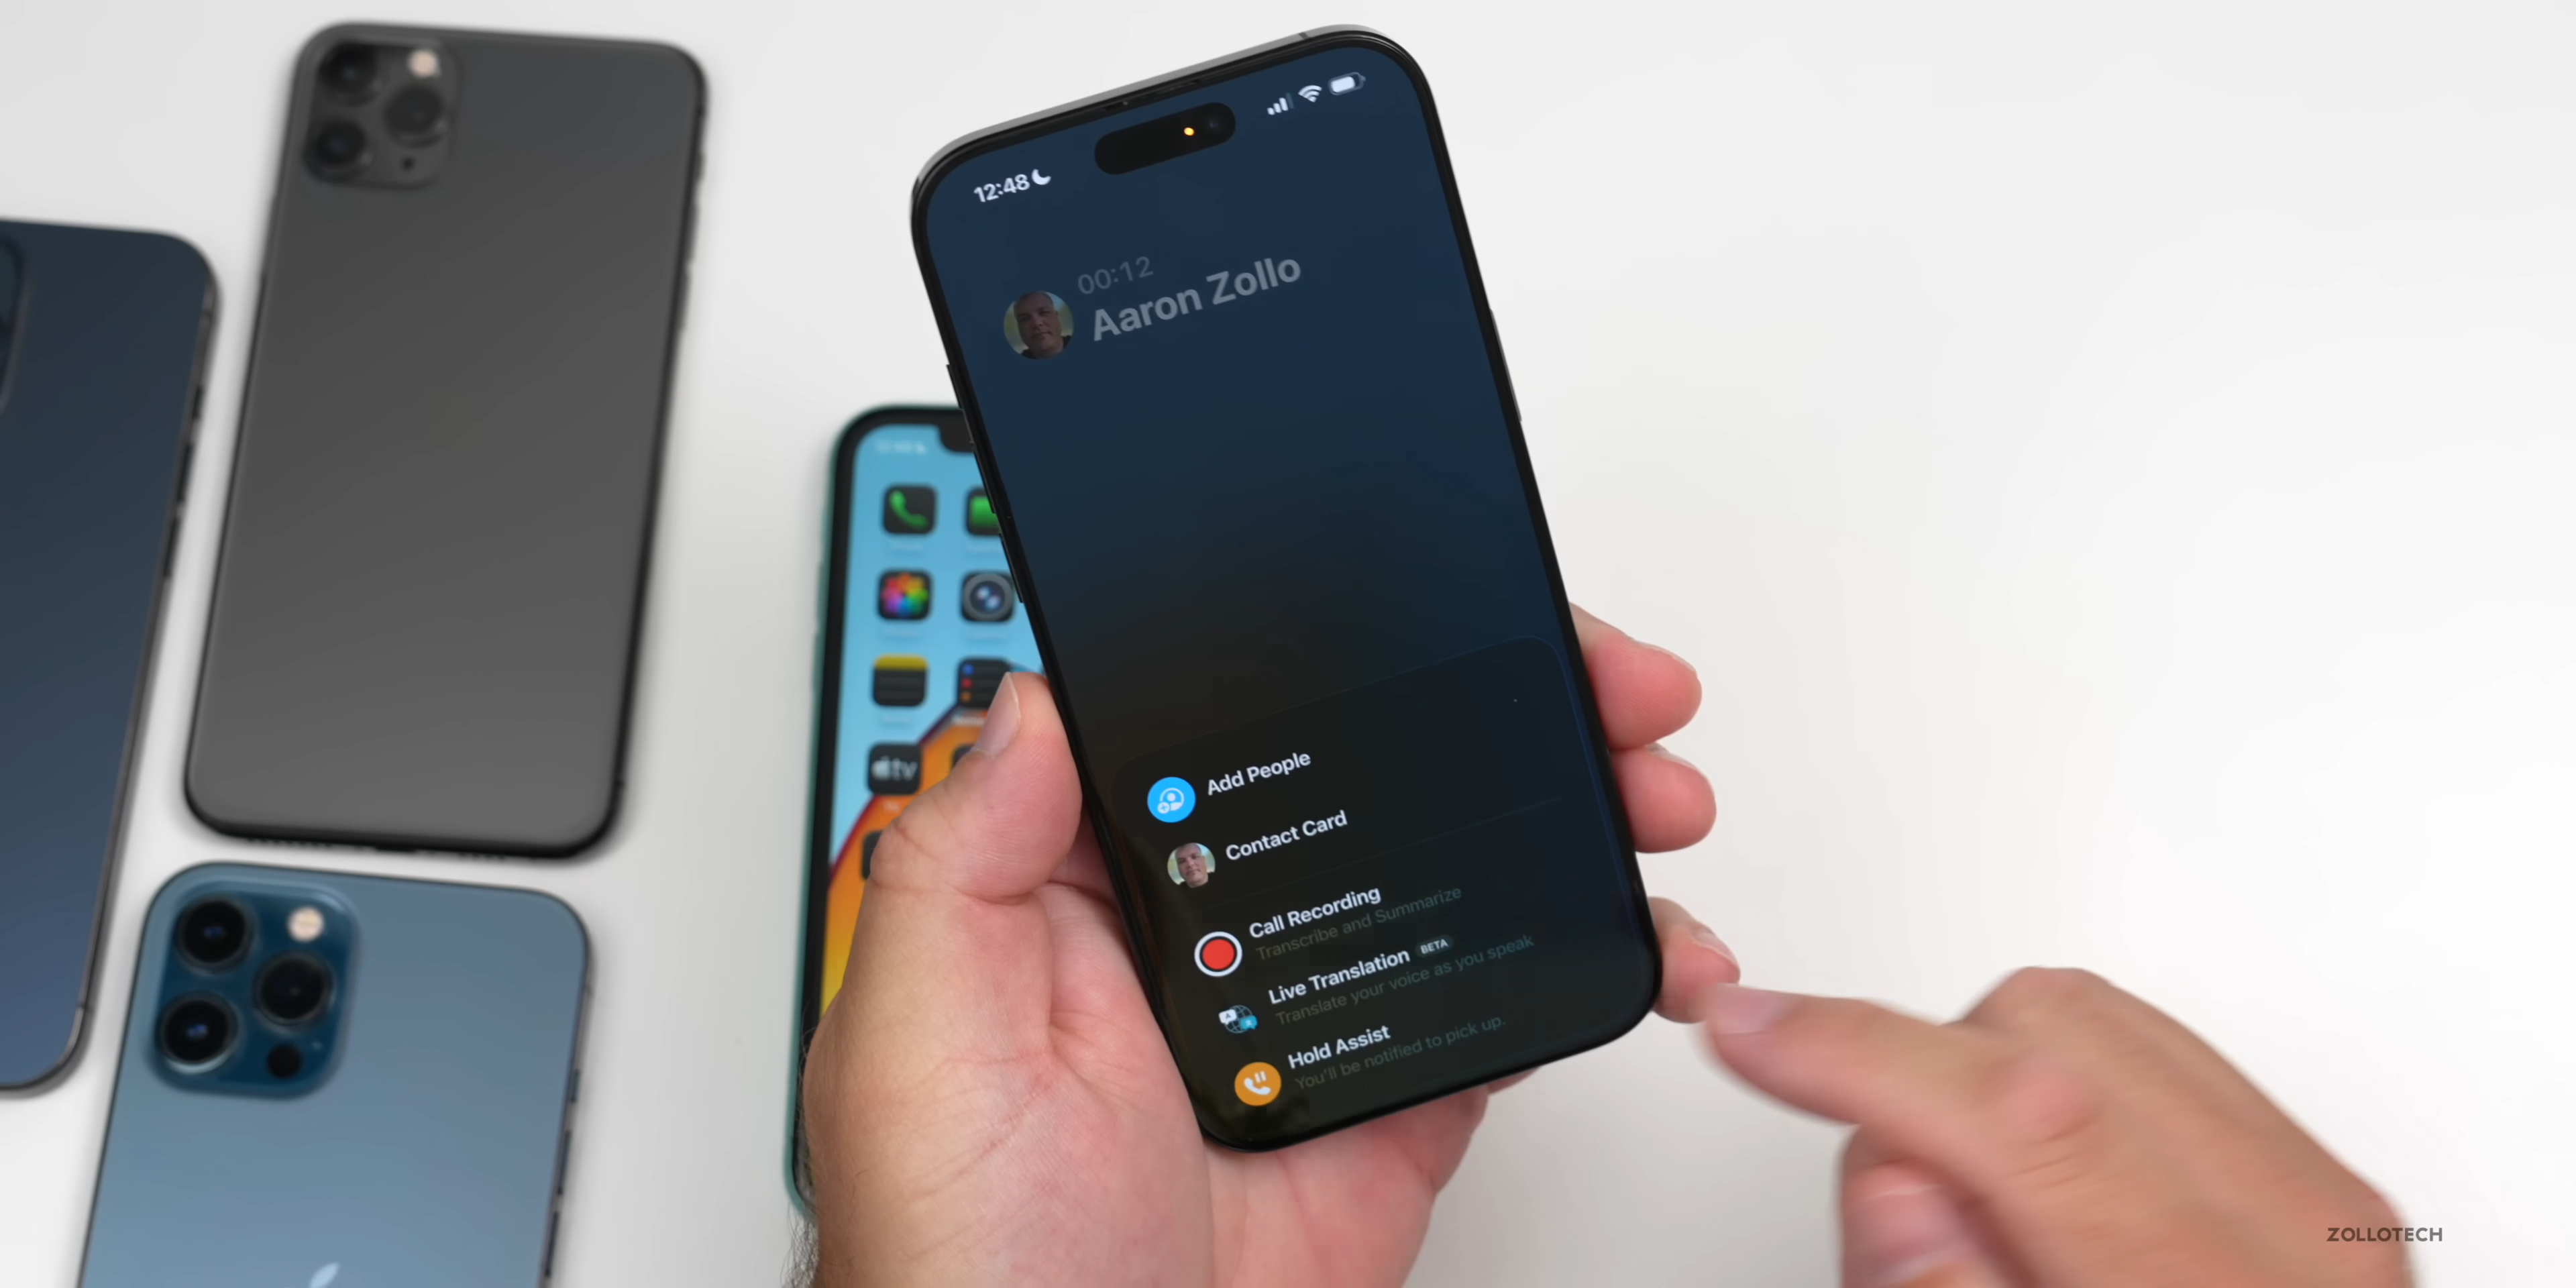 12:48
00:12
Aaron Zollo
Add People
Contact Card
Call Recording
Transcribe and Summarize
Live Translation BETA
Translate your voice as you speak
Hold Assist
You'll be notified to pick up.
tv
ZOLLOTECH